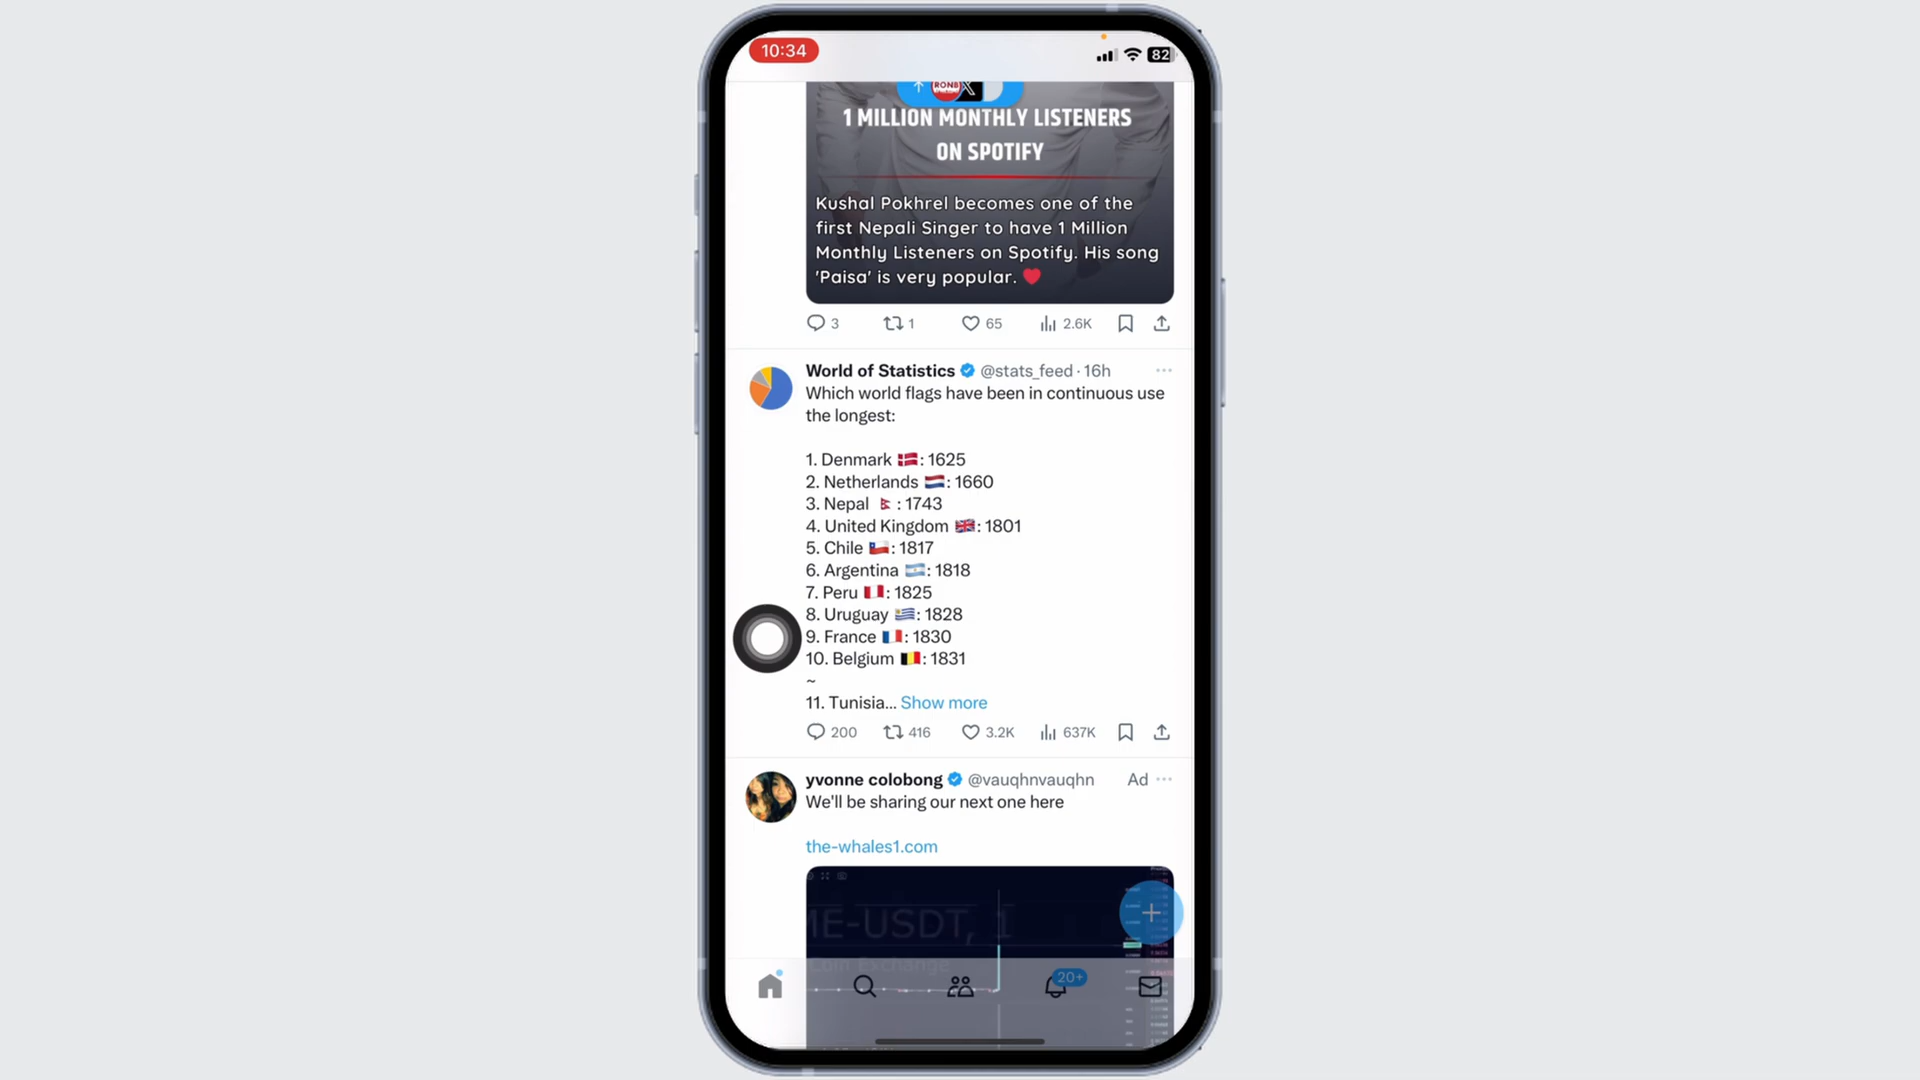 10:34
82
RONB
1 MILLION MONTHLY LISTENERS
ON SPOTIFY
Kushal Pokhrel becomes one of the
first Nepali Singer to have 1 Million
Monthly Listeners on Spotify. His song
'Paisa' is very popular. ❤️
3 1 65 2.6K
World of Statistics @stats_feed · 16h
Which world flags have been in continuous use
the longest:
1. Denmark 🇩🇰: 1625
2. Netherlands 🇳🇱: 1660
3. Nepal 🇳🇵: 1743
4. United Kingdom 🇬🇧: 1801
5. Chile 🇨🇱: 1817
6. Argentina 🇦🇷: 1818
7. Peru 🇵🇪: 1825
8. Uruguay 🇺🇾: 1828
9. France 🇫🇷: 1830
10. Belgium 🇧🇪: 1831
~
11. Tunisia... Show more
200 416 3.2K 637K
yvonne colobong @vauqhnvauqhn Ad
We'll be sharing our next one here
the-whales1.com
ME-USDT, 1
Exchange
20+